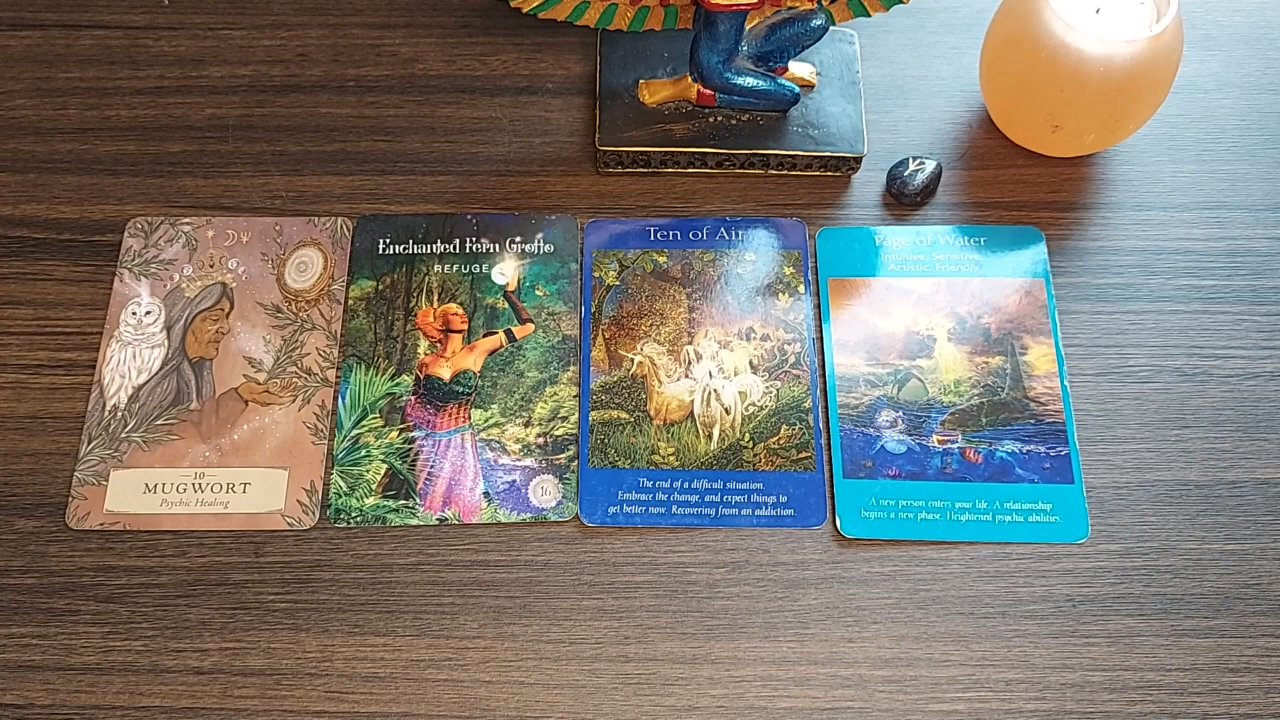 —10—
MUGWORT
Psychic Healing
Enchanted Fern Grotto
REFUGE
16
Ten of Air
The end of a difficult situation.
Embrace the change, and expect things to
get better now. Recovering from an addiction.
Page of Water
Intuitive, Sensitive,
Artistic, Friendly
A new person enters your life. A relationship
begins a new phase. Heightened psychic abilities.